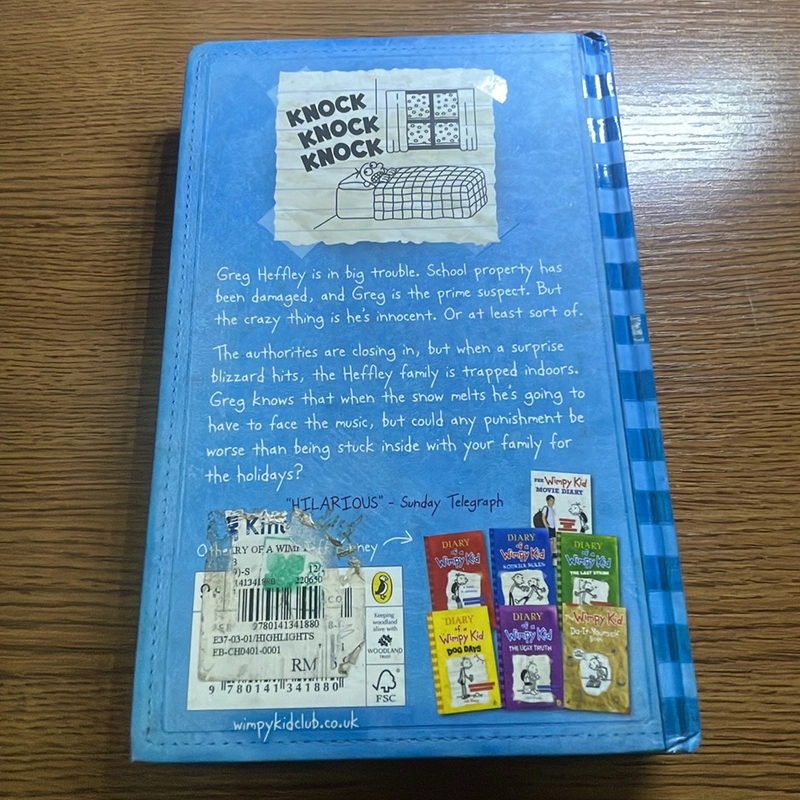 KNOCK
KNOCK
KNOCK
Greg Heffley is in big trouble. School property has
been damaged, and Greg is the prime suspect. But
the crazy thing is he's innocent. Or at least sort of.
The authorities are closing in, but when a surprise
blizzard hits, the Heffley family is trapped indoors.
Greg knows that when the snow melts he's going to
have to face the music, but could any punishment be
worse than being stuck inside with your family for
the holidays?
"HILARIOUS" - Sunday Telegraph
THE Wimpy Kid
MOVIE DIARY
DIARY
of a
Wimpy Kid
DIARY
of a
Wimpy Kid
RODRICK RULES
DIARY
of a
Wimpy Kid
THE LAST STRAW
DIARY
of a
Wimpy Kid
DOG DAYS
DIARY
of a
Wimpy Kid
THE UGLY TRUTH
Wimpy Kid
Do-It-Yourself
Book
9780141341880
E37-03-01/HIGHLIGHTS
EB-CH0401-0001
RM
9 780141 341880
Keeping
woodland
alive with
WOODLAND
TRUST
FSC
wimpykidclub.co.uk